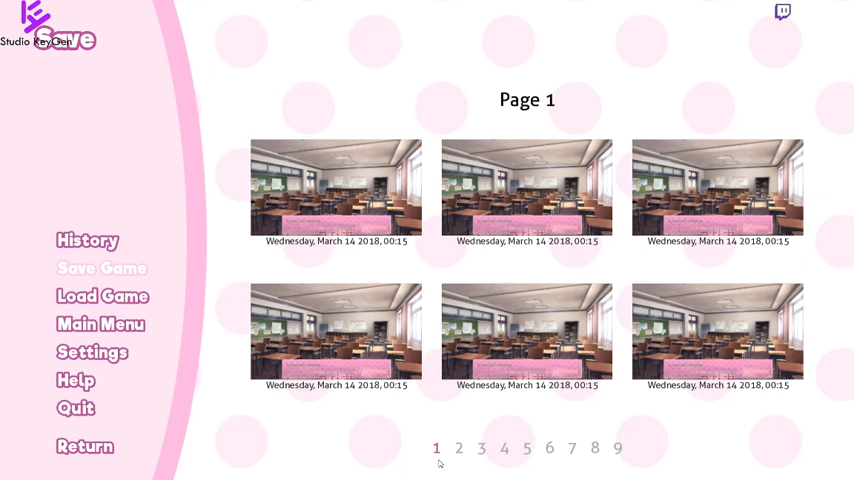 Save
Studio KeyGen
Page 1
Wednesday, March 14 2018, 00:15
Wednesday, March 14 2018, 00:15
Wednesday, March 14 2018, 00:15
History
Save Game
Load Game
Main Menu
Settings
Help
Quit
Return
Wednesday, March 14 2018, 00:15
Wednesday, March 14 2018, 00:15
Wednesday, March 14 2018, 00:15
1 2 3 4 5 6 7 8 9